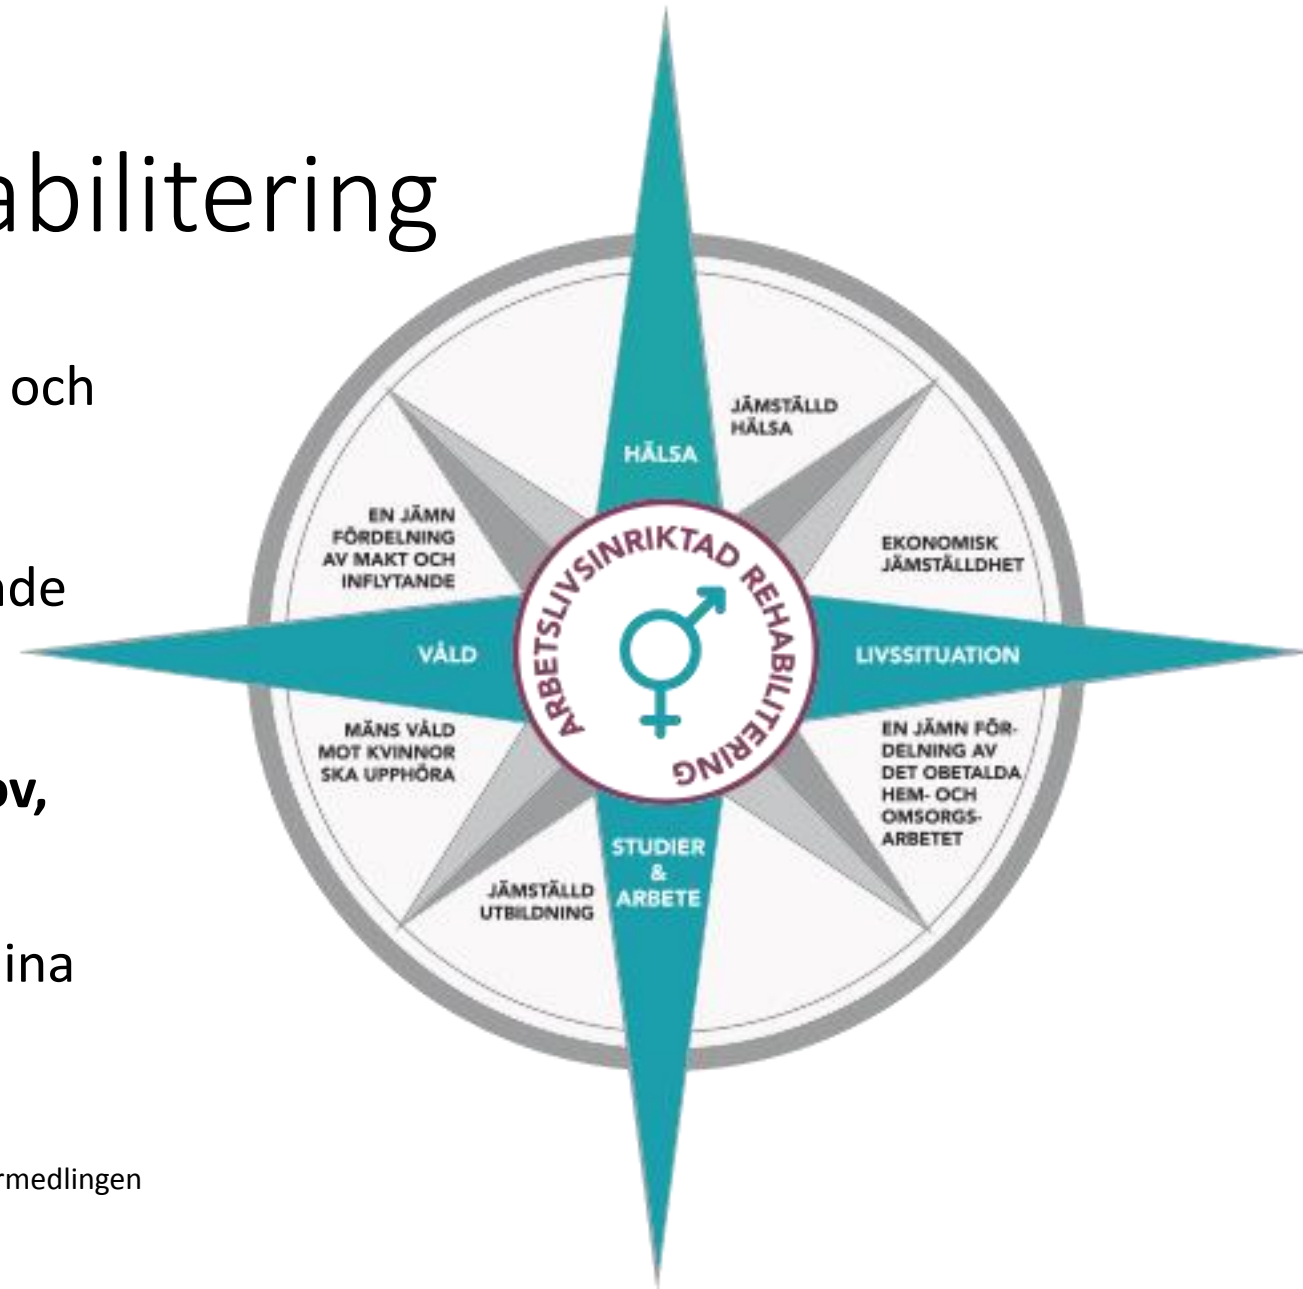 abilitering
och
nde
ov,
ina
rmedlingen
HÄLSA
JÄMSTÄLLD
HÄLSA
EKONOMISK
JÄMSTÄLLDHET
LIVSSITUATION
EN JÄMN FÖR-
DELNING AV
DET OBETALDA
HEM- OCH
OMSORGS-
ARBETET
STUDIER
&
ARBETE
JÄMSTÄLLD
UTBILDNING
MÄNS VÅLD
MOT KVINNOR
SKA UPPHÖRA
VÅLD
EN JÄMN
FÖRDELNING
AV MAKT OCH
INFLYTANDE
ARBETSLIVSINRIKTAD REHABILITERING